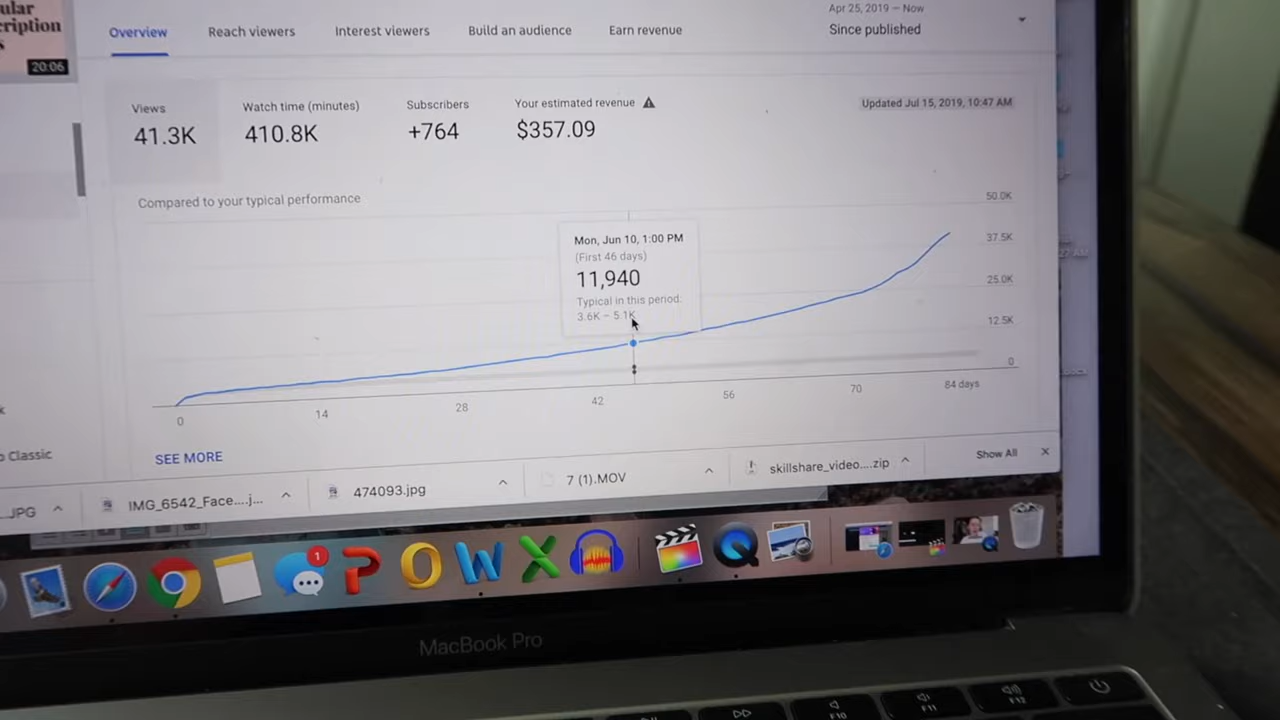 ular
cription
s
20:06
Overview
Reach viewers
Interest viewers
Build an audience
Earn revenue
Apr 25, 2019 – Now
Since published
Views
41.3K
Watch time (minutes)
410.8K
Subscribers
+764
Your estimated revenue
$357.09
Updated Jul 15, 2019, 10:47 AM
Compared to your typical performance
50.0K
37.5K
25.0K
12.5K
0
Mon, Jun 10, 1:00 PM
(First 46 days)
11,940
Typical in this period:
3.6K – 5.1K
0
14
28
42
56
70
84 days
SEE MORE
o Classic
..JPG
IMG_6542_Face....j...
474093.jpg
7 (1).MOV
skillshare_video....zip
Show All
1
MacBook Pro
F10
F11
F12